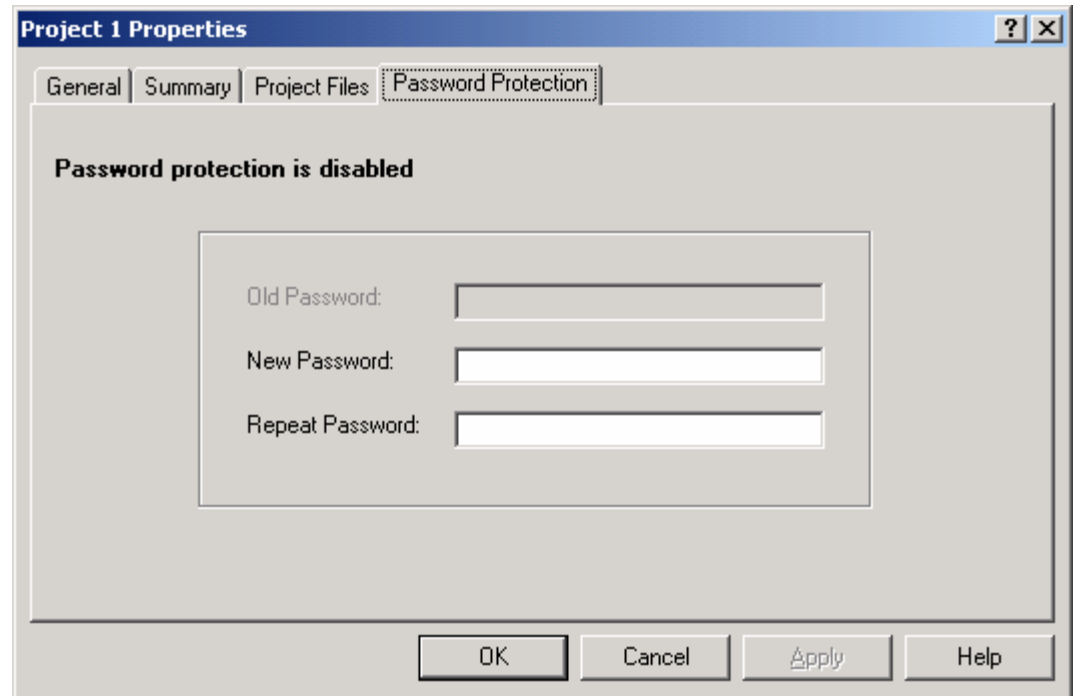 Project 1 Properties
General Summary Project Files Password Protection
Password protection is disabled
Old Password:
New Password:
Repeat Password:
OK Cancel Apply Help